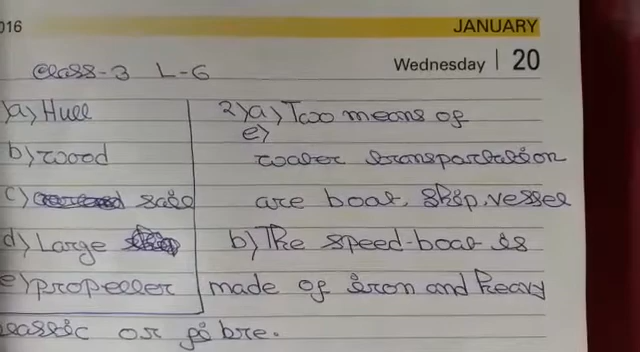 016 JANUARY
Wednesday 20
Class-3 L-6
a) Hull
b) wood
c) sail
d) Large
e) propeller
2) a) Two means of
e)
water transportation
are boat, ship, vessel
b) The speed-boat is
made of iron and heavy
or fibre.